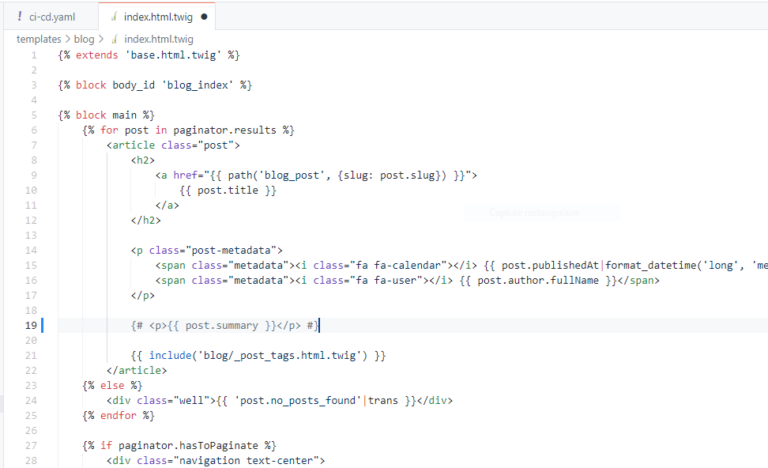 ci-cd.yaml index.html.twig
templates > blog > index.html.twig
1 {% extends 'base.html.twig' %}
2
3 {% block body_id 'blog_index' %}
4
5 {% block main %}
6 {% for post in paginator.results %}
7 <article class="post">
8 <h2>
9 <a href="{{ path('blog_post', {slug: post.slug}) }}">
10 {{ post.title }}
11 </a>
12 </h2>
13
14 <p class="post-metadata">
15 <span class="metadata"><i class="fa fa-calendar"></i> {{ post.publishedAt|format_datetime('long', 'me
16 <span class="metadata"><i class="fa fa-user"></i> {{ post.author.fullName }}</span>
17 </p>
18
19 {# <p>{{ post.summary }}</p> #}
20
21 {{ include('blog/_post_tags.html.twig') }}
22 </article>
23 {% else %}
24 <div class="well">{{ 'post.no_posts_found'|trans }}</div>
25 {% endfor %}
26
27 {% if paginator.hasToPaginate %}
28 <div class="navigation text-center">